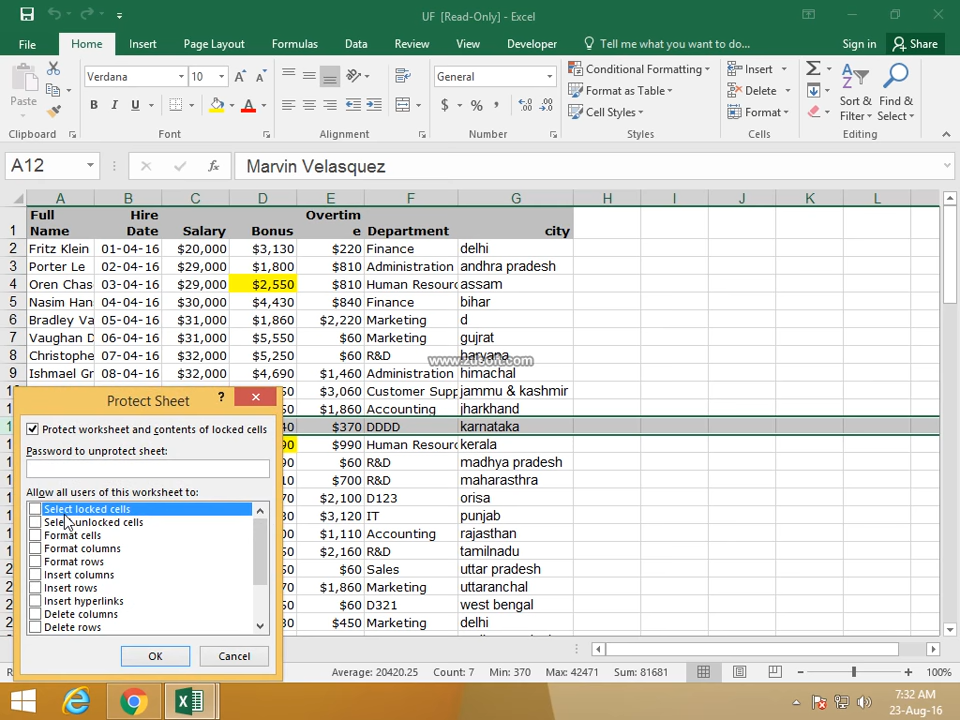 UF [Read-Only] - Excel
File Home Insert Page Layout Formulas Data Review View Developer Tell me what you want to do... Sign in Share
Paste
Verdana 10
B I U
General
$ % ,
Conditional Formatting
Format as Table
Cell Styles
Insert
Delete
Format
Sort & Filter
Find & Select
Clipboard Font Alignment Number Styles Cells Editing
A12 fx Marvin Velasquez
A B C D E F G H I J K L
1 Full Name Hire Date Salary Bonus Overtime Department city
2 Fritz Klein 01-04-16 $20,000 $3,130 $220 Finance delhi
3 Porter Le 02-04-16 $29,000 $1,800 $810 Administration andhra pradesh
4 Oren Chas 03-04-16 $29,000 $2,550 $810 Human Resourc assam
5 Nasim Han 04-04-16 $30,000 $4,430 $840 Finance bihar
6 Bradley Va 05-04-16 $31,000 $1,860 $2,220 Marketing d
7 Vaughan D 06-04-16 $31,000 $5,550 $60 Marketing gujrat
8 Christophe 07-04-16 $32,000 $5,250 $60 R&D haryana
www.zusoft.com
9 Ishmael Gr 08-04-16 $32,000 $4,690 $1,460 Administration himachal
$3,060 Customer Supp jammu & kashmir
$1,860 Accounting jharkhand
$370 DDDD karnataka
$990 Human Resourc kerala
$60 R&D madhya pradesh
$700 R&D maharasthra
$2,100 D123 orisa
$3,120 IT punjab
$1,110 Accounting rajasthan
$2,160 R&D tamilnadu
$60 Sales uttar pradesh
$1,860 Marketing uttaranchal
$60 D321 west bengal
$450 Marketing delhi
Protect Sheet ?
Protect worksheet and contents of locked cells
Password to unprotect sheet:
Allow all users of this worksheet to:
Select locked cells
Select unlocked cells
Format cells
Format columns
Format rows
Insert columns
Insert rows
Insert hyperlinks
Delete columns
Delete rows
OK Cancel
Average: 20420.25 Count: 7 Min: 370 Max: 42471 Sum: 81681 100%
7:32 AM
23-Aug-16